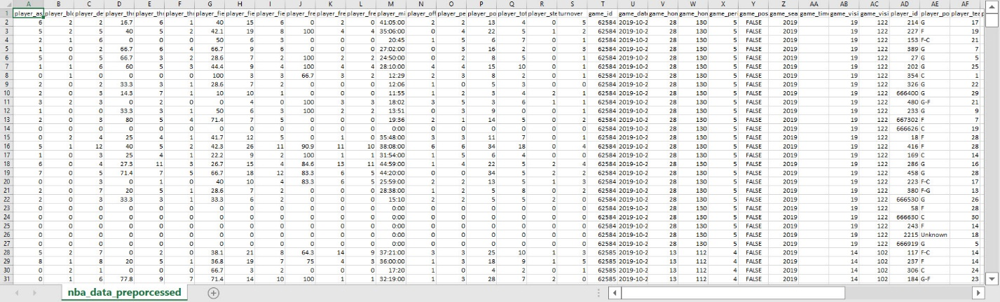 A B C D E F G H I J K L M N O P Q R S T U V W X Y Z AA AB AC AD AE AF
1 player_as player_blo player_de player_thr player_thr player_thr player_fie player_fie player_fie player_fre player_fre player_fre player_mi player_off player_pe player_po player_tot player_ste turnover game_id game_date game_hon game_hon game_per game_pos game_sea game_tim game_visi game_visi player_id player_po player_tea
2 6 2 2 16.7 6 1 40 15 6 0 2 0 41:05:00 2 2 13 4 0 5 62584 2019-10-2 28 130 5 FALSE 2019 19 122 214 G 17
3 5 2 5 40 5 2 42.1 19 8 100 4 4 35:06:00 0 4 22 5 1 2 62584 2019-10-2 28 130 5 FALSE 2019 19 122 227 F 19
4 2 1 6 0 0 0 50 6 3 0 0 0 20:45 1 5 6 7 0 1 62584 2019-10-2 28 130 5 FALSE 2019 19 122 153 F-C 21
5 1 0 2 66.7 6 4 66.7 9 6 0 0 0 27:02:00 0 3 16 2 0 3 62584 2019-10-2 28 130 5 FALSE 2019 19 122 389 G 7
6 5 0 5 66.7 3 2 28.6 7 2 100 2 2 24:50:00 0 2 8 5 0 1 62584 2019-10-2 28 130 5 FALSE 2019 19 122 27 G 5
7 1 1 6 60 5 3 44.4 9 4 100 4 4 28:10:00 4 4 15 10 0 0 62584 2019-10-2 28 130 5 FALSE 2019 19 122 202 G 25
8 0 1 0 0 0 0 100 3 3 66.7 3 2 12:29 2 3 8 2 0 1 62584 2019-10-2 28 130 5 FALSE 2019 19 122 354 C 1
9 2 0 2 33.3 3 1 28.6 7 2 0 0 0 12:06 1 0 5 3 0 0 62584 2019-10-2 28 130 5 FALSE 2019 19 122 326 G 22
10 2 0 3 14.3 7 1 10 10 1 0 0 0 11:55 1 2 3 4 2 1 62584 2019-10-2 28 130 5 FALSE 2019 19 122 666400 G 29
11 3 2 3 0 2 0 0 4 0 100 3 3 18:02 3 5 3 6 1 1 62584 2019-10-2 28 130 5 FALSE 2019 19 122 480 G-F 21
12 1 0 0 33.3 3 1 50 6 3 100 2 2 13:51 0 3 9 0 0 1 62584 2019-10-2 28 130 5 FALSE 2019 19 122 233 G 9
13 2 0 3 80 5 4 71.4 7 5 0 0 0 19:36 2 1 14 5 0 2 62584 2019-10-2 28 130 5 FALSE 2019 19 122 667302 F 7
14 0 0 0 0 0 0 0 0 0 0 0 0 0:00 0 0 0 0 0 0 62584 2019-10-2 28 130 5 FALSE 2019 19 122 666626 C 19
15 0 2 4 25 4 1 41.7 12 5 0 1 0 35:48:00 3 3 11 7 0 1 62584 2019-10-2 28 130 5 FALSE 2019 19 122 18 F 28
16 5 1 12 40 5 2 42.3 26 11 90.9 11 10 38:08:00 6 6 34 18 0 4 62584 2019-10-2 28 130 5 FALSE 2019 19 122 416 F 28
17 1 0 3 25 4 1 22.2 9 2 100 1 1 31:54:00 1 5 6 4 0 0 62584 2019-10-2 28 130 5 FALSE 2019 19 122 169 C 14
18 6 0 4 27.3 11 3 26.7 15 4 84.6 13 11 44:59:00 1 4 22 5 2 4 62584 2019-10-2 28 130 5 FALSE 2019 19 122 286 G 16
19 7 0 5 71.4 7 5 66.7 18 12 83.3 6 5 44:20:00 0 0 34 5 2 2 62584 2019-10-2 28 130 5 FALSE 2019 19 122 458 G 28
20 0 0 3 0 1 0 40 10 4 83.3 6 5 25:59:00 2 2 13 5 1 3 62584 2019-10-2 28 130 5 FALSE 2019 19 122 223 F-C 17
21 2 0 7 20 5 1 28.6 7 2 0 0 0 28:38:00 1 2 5 8 0 2 62584 2019-10-2 28 130 5 FALSE 2019 19 122 380 F-G 13
22 2 0 3 33.3 3 1 33.3 6 2 0 0 0 15:10 2 2 5 5 2 0 62584 2019-10-2 28 130 5 FALSE 2019 19 122 666530 G 26
23 0 0 0 0 0 0 0 0 0 0 0 0 0:00 0 0 0 0 0 0 62584 2019-10-2 28 130 5 FALSE 2019 19 122 58 F 28
24 0 0 0 0 0 0 0 0 0 0 0 0 0:00 0 0 0 0 0 0 62584 2019-10-2 28 130 5 FALSE 2019 19 122 666630 C 30
25 0 0 0 0 0 0 0 0 0 0 0 0 0:00 0 0 0 0 0 0 62584 2019-10-2 28 130 5 FALSE 2019 19 122 243 F 14
26 0 0 0 0 0 0 0 0 0 0 0 0 0:00 0 0 0 0 0 0 62584 2019-10-2 28 130 5 FALSE 2019 19 122 2215 Unknown 18
27 0 0 0 0 0 0 0 0 0 0 0 0 0:00 0 0 0 0 0 0 62584 2019-10-2 28 130 5 FALSE 2019 19 122 666919 G 5
28 5 2 7 0 2 0 38.1 21 8 64.3 14 9 37:21:00 3 3 25 10 1 3 62585 2019-10-2 13 112 4 FALSE 2019 14 102 117 F-C 14
29 8 1 8 20 5 1 36.8 19 7 75 4 3 36:00:00 1 3 18 9 1 5 62585 2019-10-2 13 112 4 FALSE 2019 14 102 237 F 14
30 0 2 1 0 0 0 66.7 3 2 0 0 0 17:20 1 0 4 2 0 1 62585 2019-10-2 13 112 4 FALSE 2019 14 102 306 C 24
31 0 1 6 77.8 9 7 71.4 14 10 100 1 1 32:19:00 1 3 28 7 2 0 62585 2019-10-2 13 112 4 FALSE 2019 14 102 184 G-F 23
nba_data_preporcessed